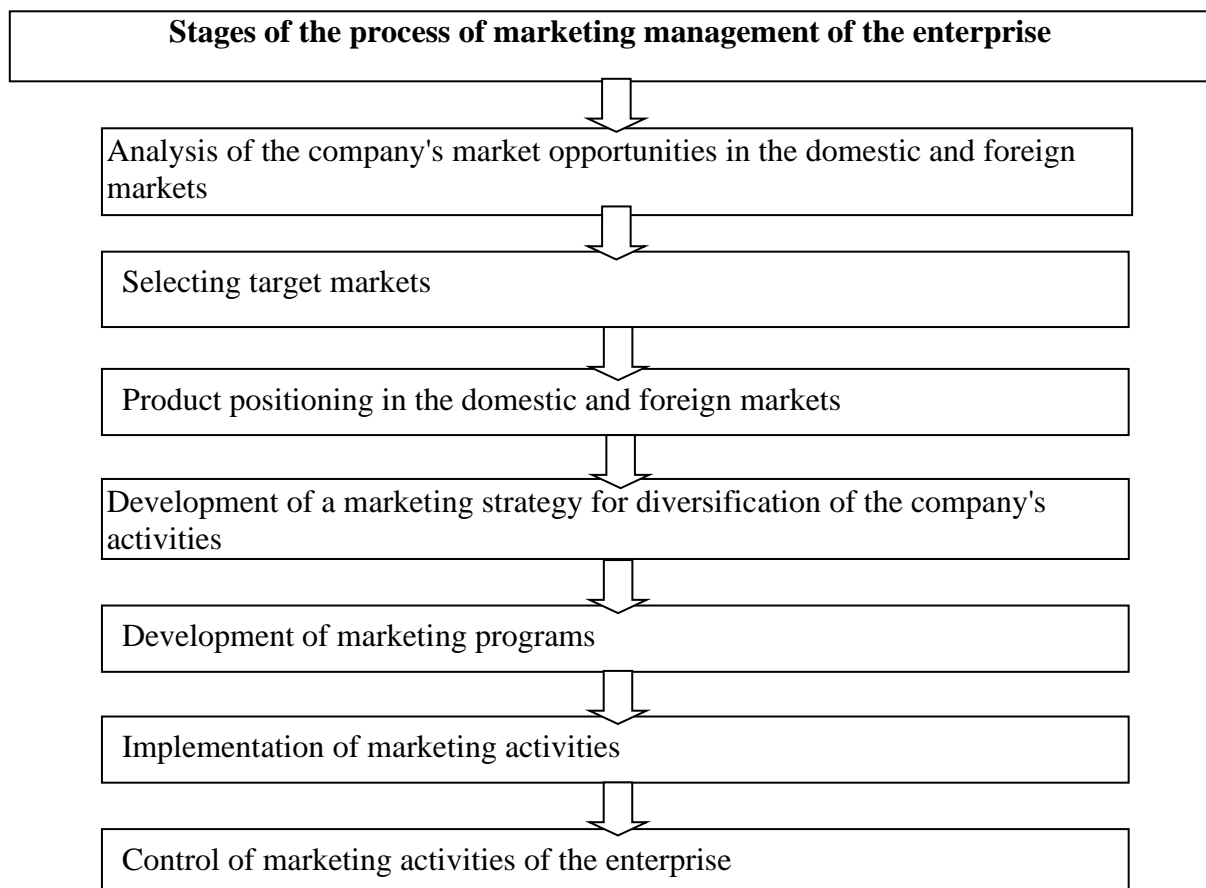 Stages of the process of marketing management of the enterprise
Analysis of the company's market opportunities in the domestic and foreign
markets
Selecting target markets
Product positioning in the domestic and foreign markets
Development of a marketing strategy for diversification of the company's
activities
Development of marketing programs
Implementation of marketing activities
Control of marketing activities of the enterprise